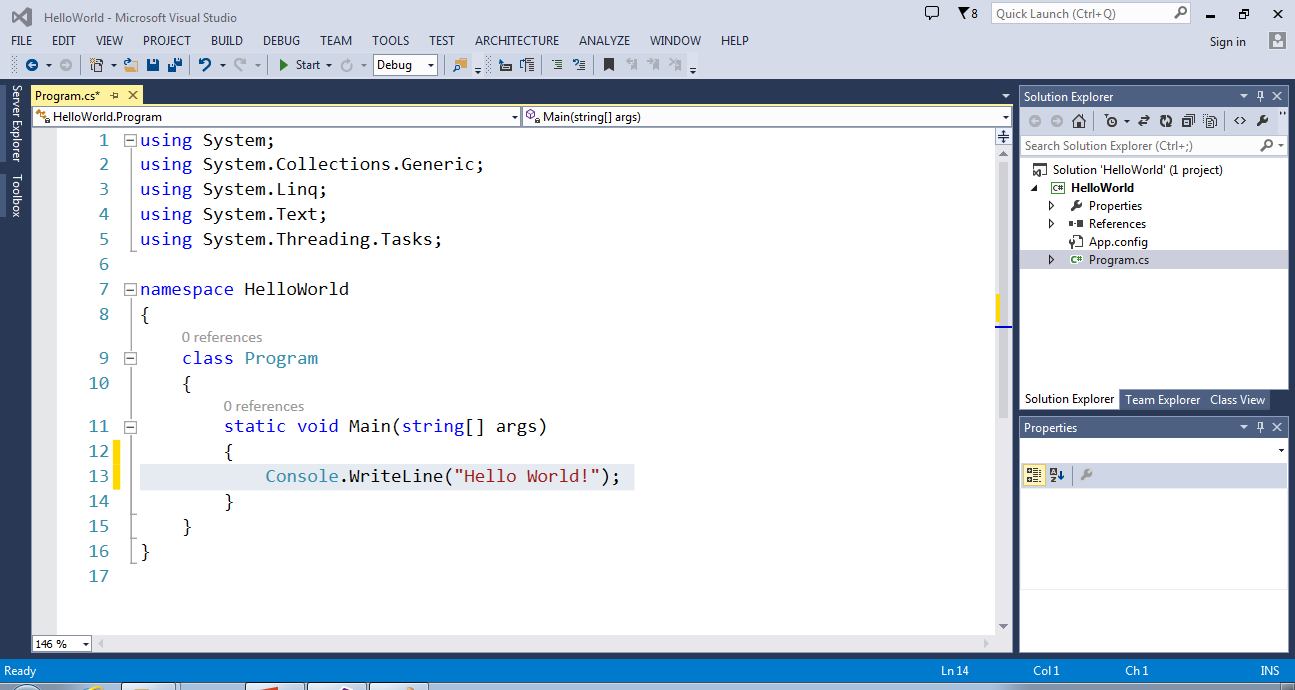 HelloWorld - Microsoft Visual Studio
8
Quick Launch (Ctrl+Q)
FILE EDIT VIEW PROJECT BUILD DEBUG TEAM TOOLS TEST ARCHITECTURE ANALYZE WINDOW HELP
Sign in
Start
Debug
Server Explorer
Toolbox
Program.cs*
HelloWorld.Program
Main(string[] args)
1 using System;
2 using System.Collections.Generic;
3 using System.Linq;
4 using System.Text;
5 using System.Threading.Tasks;
6
7 namespace HelloWorld
8 {
0 references
9 class Program
10 {
0 references
11 static void Main(string[] args)
12 {
13 Console.WriteLine("Hello World!");
14 }
15 }
16 }
17
146 %
Solution Explorer
Search Solution Explorer (Ctrl+;)
Solution 'HelloWorld' (1 project)
C# HelloWorld
Properties
References
App.config
C# Program.cs
Solution Explorer Team Explorer Class View
Properties
Ready
Ln 14 Col 1 Ch 1 INS